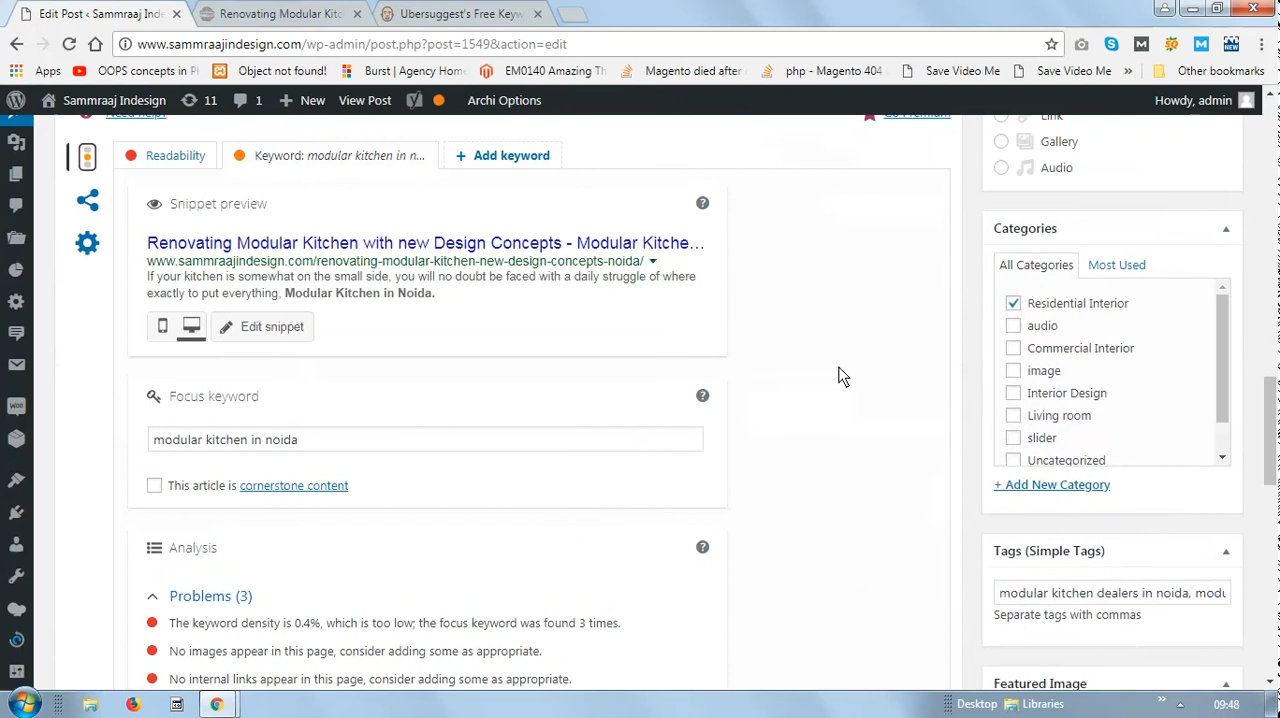 Edit Post ‹ Sammraaj Inde
Renovating Modular Kitc
Ubersuggest's Free Keyw
www.sammraajindesign.com/wp-admin/post.php?post=1549&action=edit
Apps
OOPS concepts in P
Object not found!
Burst | Agency Home
EM0140 Amazing Th
Magento died after
php - Magento 404
Save Video Me
Save Video Me
»
Other bookmarks
Sammraaj Indesign
11
1
New
View Post
Archi Options
Howdy, admin
Need help?
Go Premium
Link
Gallery
Audio
Readability
Keyword: modular kitchen in n...
+ Add keyword
Snippet preview
Renovating Modular Kitchen with new Design Concepts - Modular Kitche...
www.sammraajindesign.com/renovating-modular-kitchen-new-design-concepts-noida/
If your kitchen is somewhat on the small side, you will no doubt be faced with a daily struggle of where
exactly to put everything, Modular Kitchen in Noida.
Edit snippet
Focus keyword
modular kitchen in noida
This article is cornerstone content
Analysis
Problems (3)
The keyword density is 0.4%, which is too low; the focus keyword was found 3 times.
No images appear in this page, consider adding some as appropriate.
No internal links appear in this page, consider adding some as appropriate.
Categories
All Categories
Most Used
Residential Interior
audio
Commercial Interior
image
Interior Design
Living room
slider
Uncategorized
+ Add New Category
Tags (Simple Tags)
modular kitchen dealers in noida, modu
Separate tags with commas
Featured Image
Desktop
Libraries
»
09:48